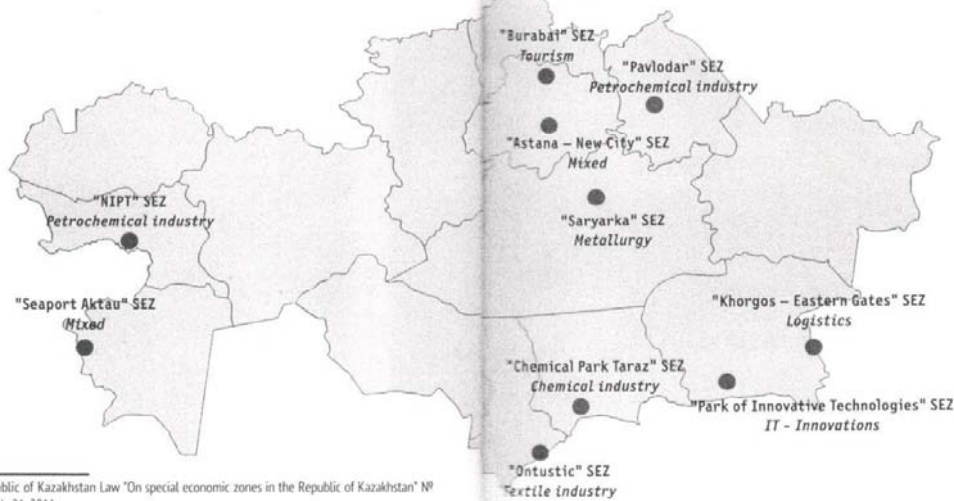 "Burabai" SEZ
Tourism
"Pavlodar" SEZ
Petrochemical industry
"Astana – New City" SEZ
Mixed
"NIPT" SEZ
Petrochemical industry
"Saryarka" SEZ
Metallurgy
"Seaport Aktau" SEZ
Mixed
"Khorgos – Eastern Gates" SEZ
Logistics
"Chemical Park Taraz" SEZ
Chemical industry
"Park of Innovative Technologies" SEZ
IT - Innovations
"Ontustic" SEZ
Textile industry
public of Kazakhstan Law "On special economic zones in the Republic of Kazakhstan" №